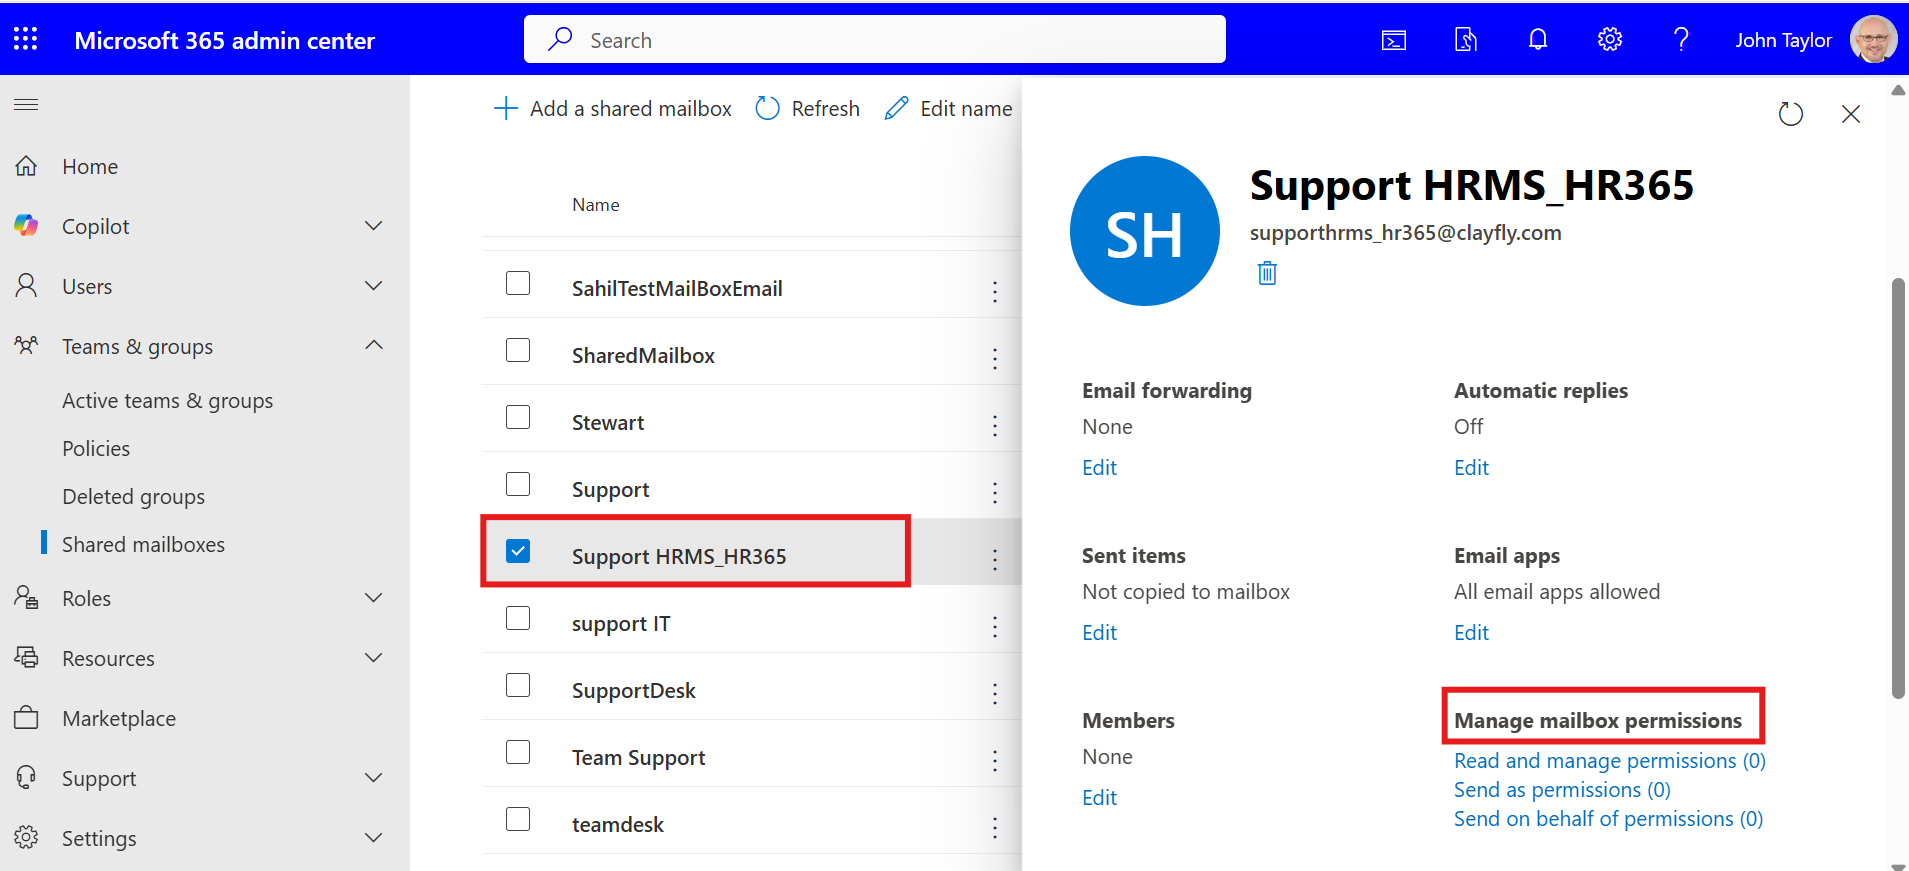 Microsoft 365 admin center
Search
John Taylor
Home
Copilot
Users
Teams & groups
Active teams & groups
Policies
Deleted groups
Shared mailboxes
Roles
Resources
Marketplace
Support
Settings
Add a shared mailbox
Refresh
Edit name
Name
SahilTestMailBoxEmail
SharedMailbox
Stewart
Support
Support HRMS_HR365
support IT
SupportDesk
Team Support
teamdesk
SH
Support HRMS_HR365
supporthrms_hr365@clayfly.com
Email forwarding
None
Edit
Automatic replies
Off
Edit
Sent items
Not copied to mailbox
Edit
Email apps
All email apps allowed
Edit
Members
None
Edit
Manage mailbox permissions
Read and manage permissions (0)
Send as permissions (0)
Send on behalf of permissions (0)